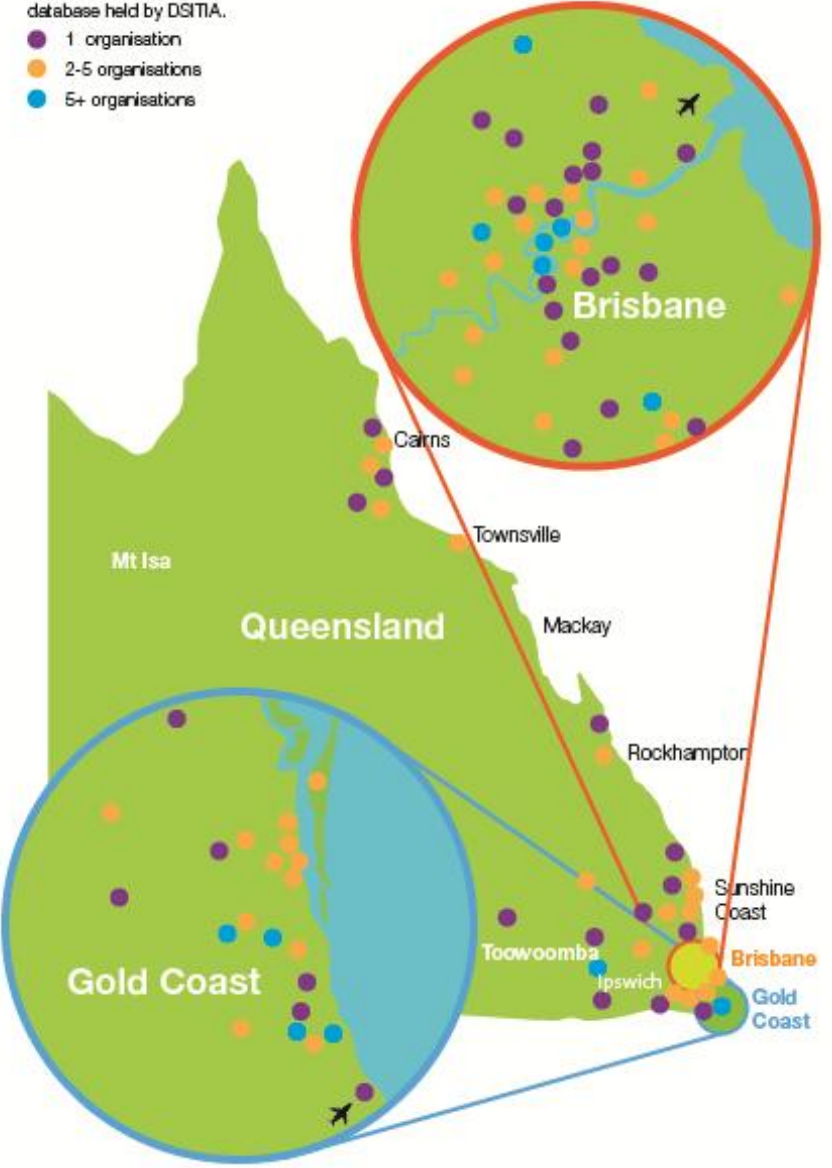 database held by DSITIA.
1 organisation
2-5 organisations
5+ organisations
Brisbane
Cairns
Townsville
Mt Isa
Queensland
Mackay
Rockhampton
Sunshine
Coast
Toowoomba
Brisbane
Ipswich
Gold Coast
Gold
Coast